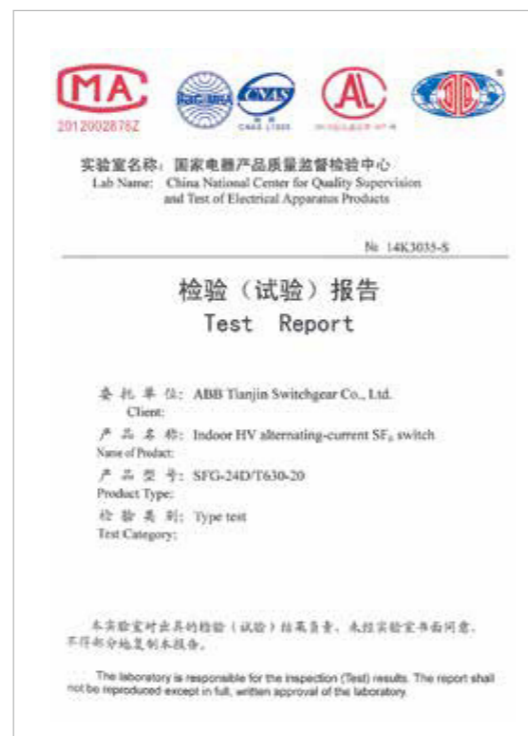 MA
2012002878Z
ilac-MRA
CNAS
AL
实验室名称：国家电器产品质量监督检验中心
Lab Name: China National Center for Quality Supervision
and Test of Electrical Apparatus Products
№ 14K3035-S
检验（试验）报告
Test Report
委托单位: ABB Tianjin Switchgear Co., Ltd.
Client:
产品名称: Indoor HV alternating-current SF₆ switch
Name of Product:
产品型号: SFG-24D/T630-20
Product Type:
检验类别: Type test
Test Category:
本实验室对出具的检验（试验）结果负责，未经实验室书面同意，
不得部分地复制本报告。
The laboratory is responsible for the inspection (Test) results. The report shall
not be reproduced except in full, written approval of the laboratory.